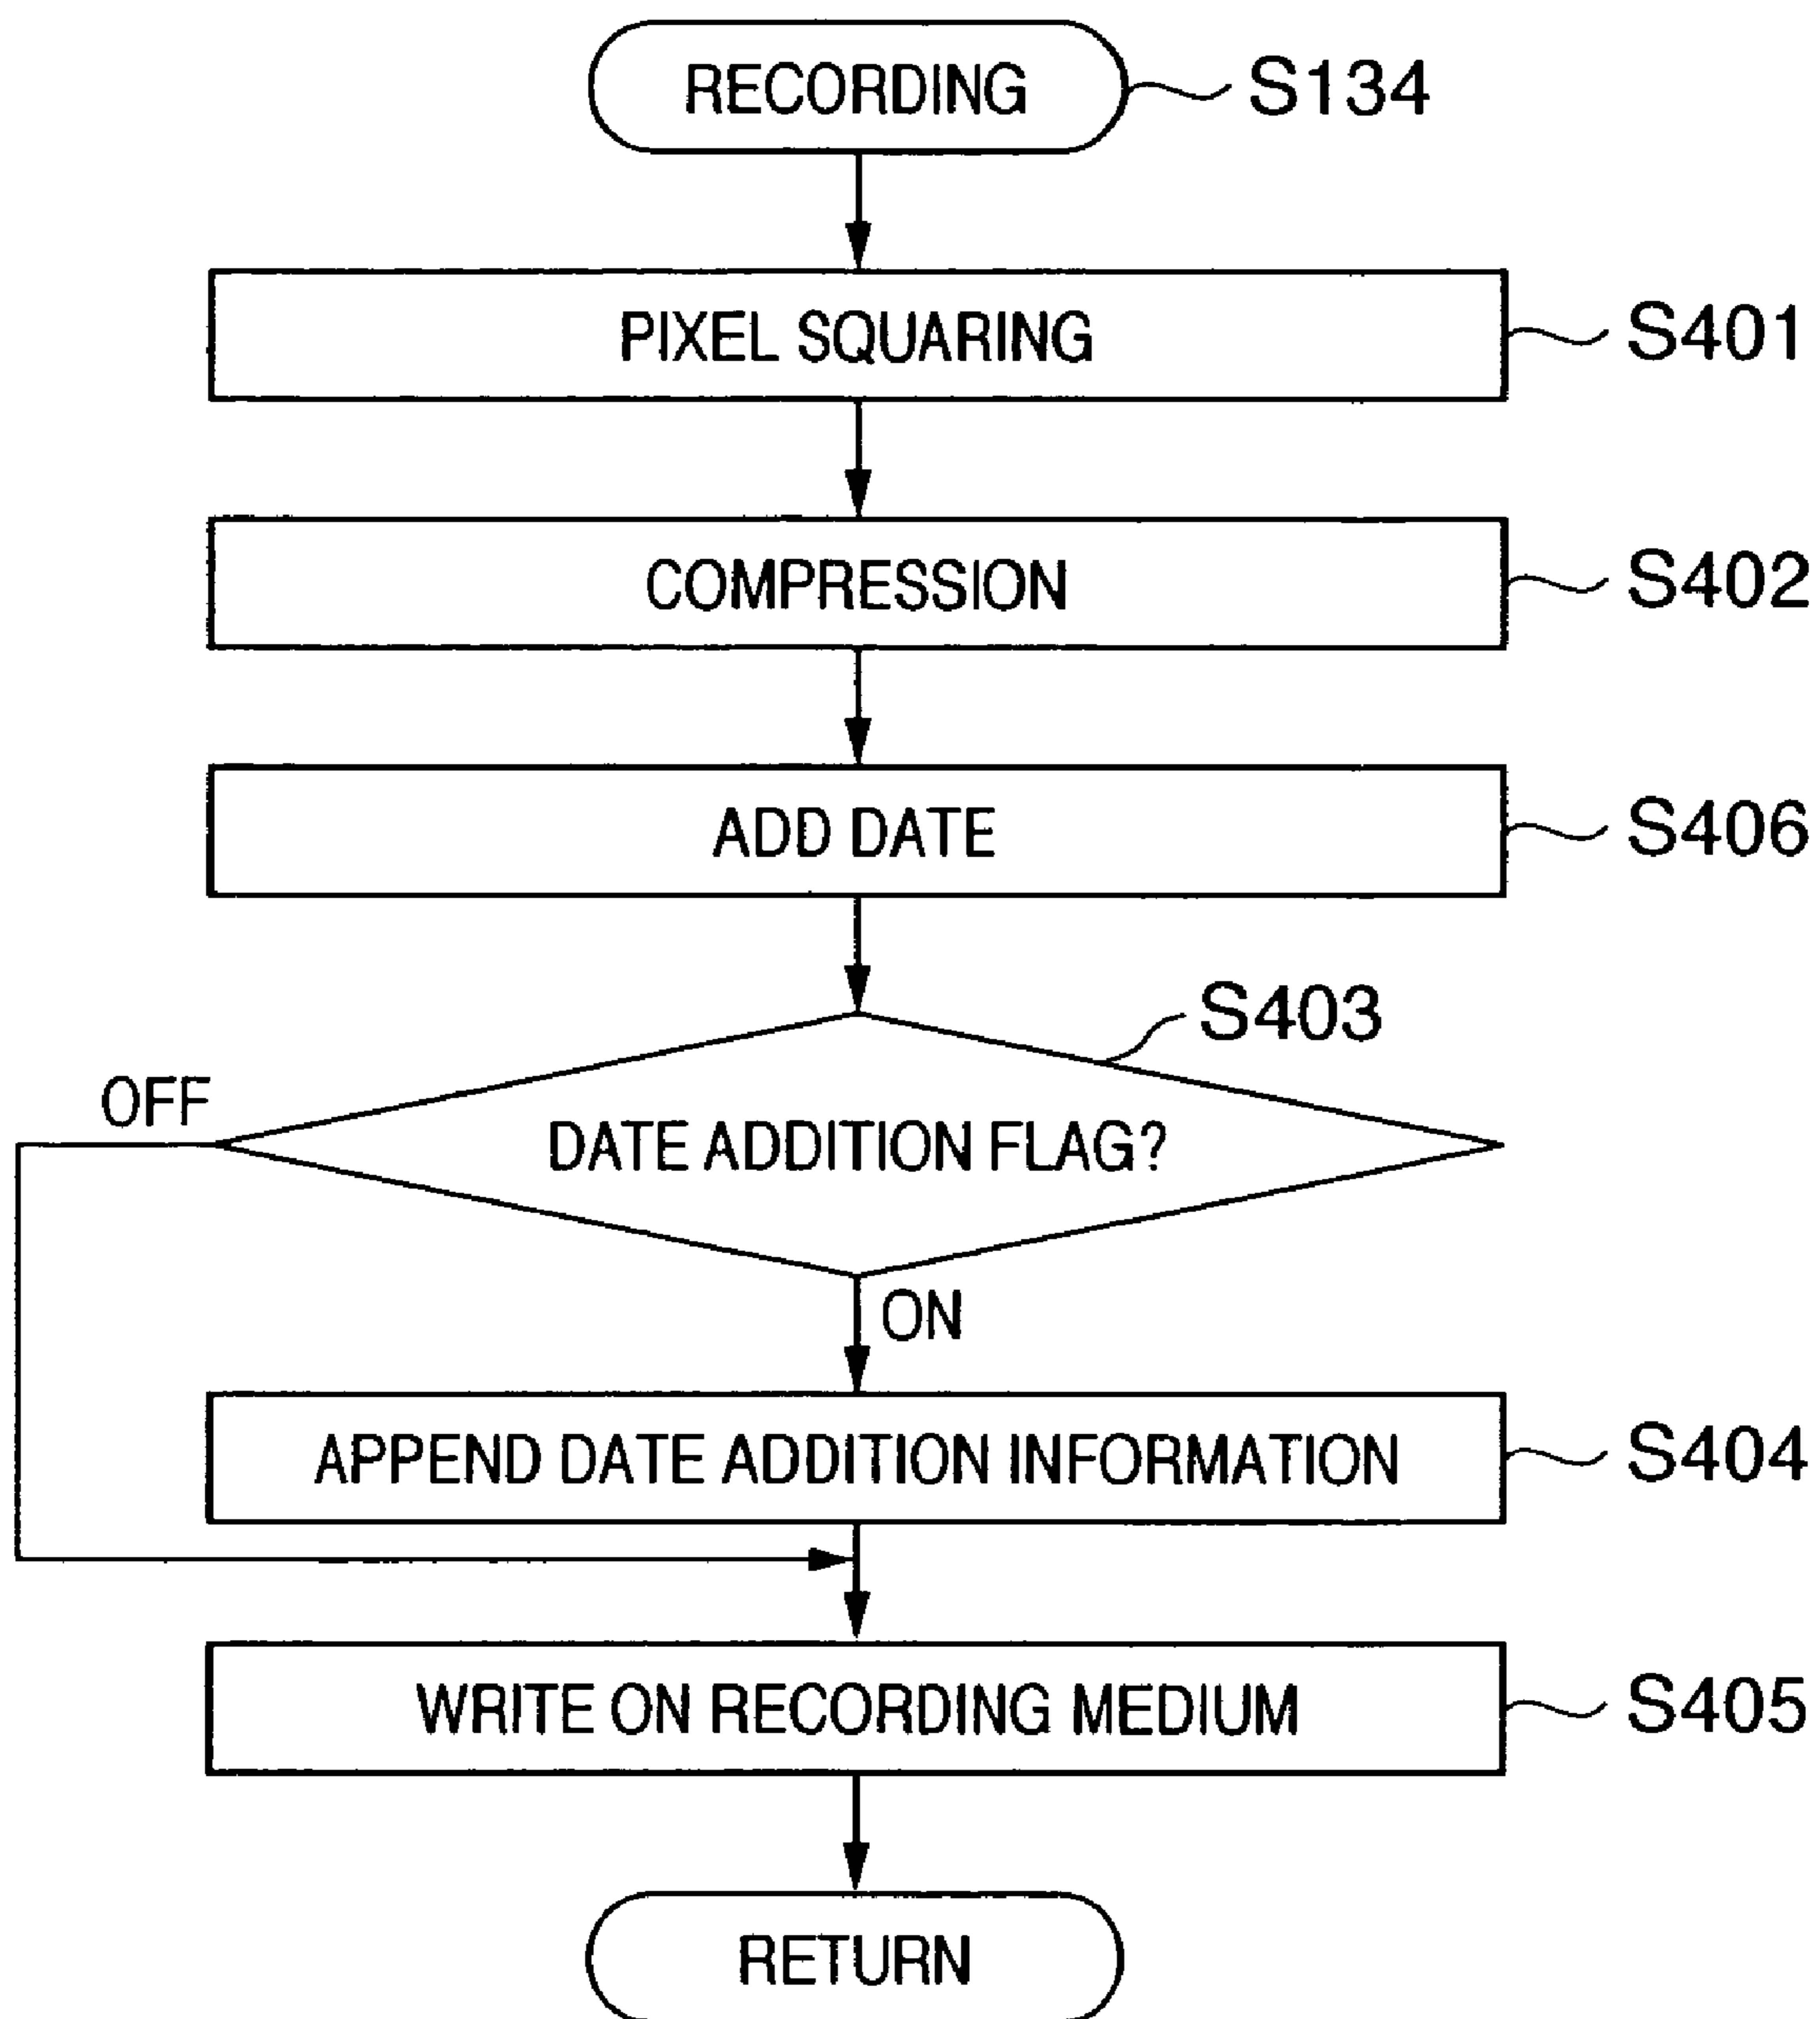 RECORDING S134
PIXEL SQUARING S401
COMPRESSION S402
ADD DATE S406
S403
OFF
DATE ADDITION FLAG?
ON
APPEND DATE ADDITION INFORMATION S404
WRITE ON RECORDING MEDIUM S405
RETURN